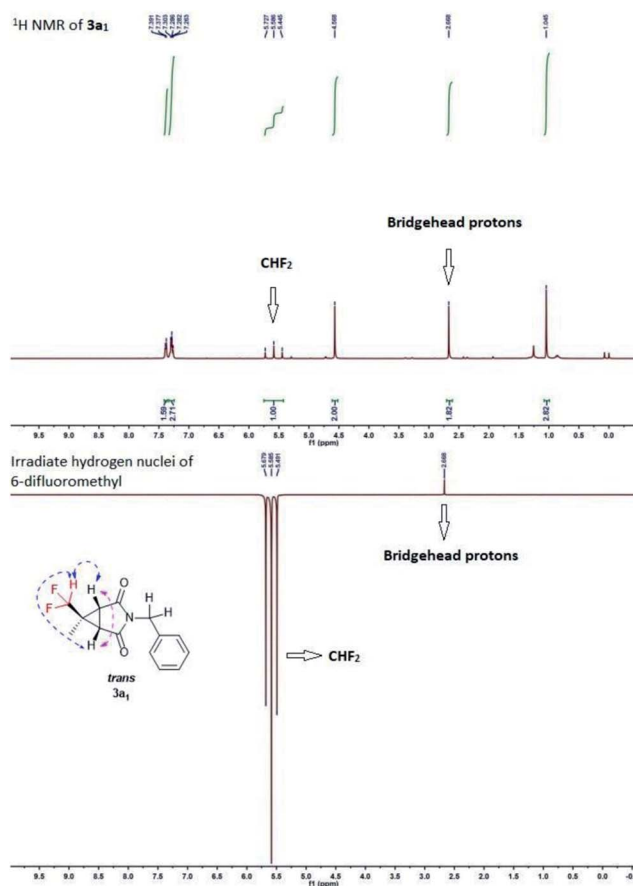 ¹H NMR of 3a₁
7.391
7.377
7.303
7.286
7.282
7.263
5.727
5.586
5.445
2.668
1.045
Bridgehead protons
CHF₂
1.59
2.71
1.00
2.00
1.82
2.82
9.5 9.0 8.5 8.0 7.5 7.0 6.5 6.0 5.5 5.0 4.5 4.0 3.5 3.0 2.5 2.0 1.5 1.0 0.5 0.0
f1 (ppm)
Irradiate hydrogen nuclei of
6-difluoromethyl
5.679
5.585
5.491
2.668
Bridgehead protons
F H H O H
F N H
H O
trans
3a₁
CHF₂
9.5 9.0 8.5 8.0 7.5 7.0 6.5 6.0 5.5 5.0 4.5 4.0 3.5 3.0 2.5 2.0 1.5 1.0 0.5 0.0
f1 (ppm)